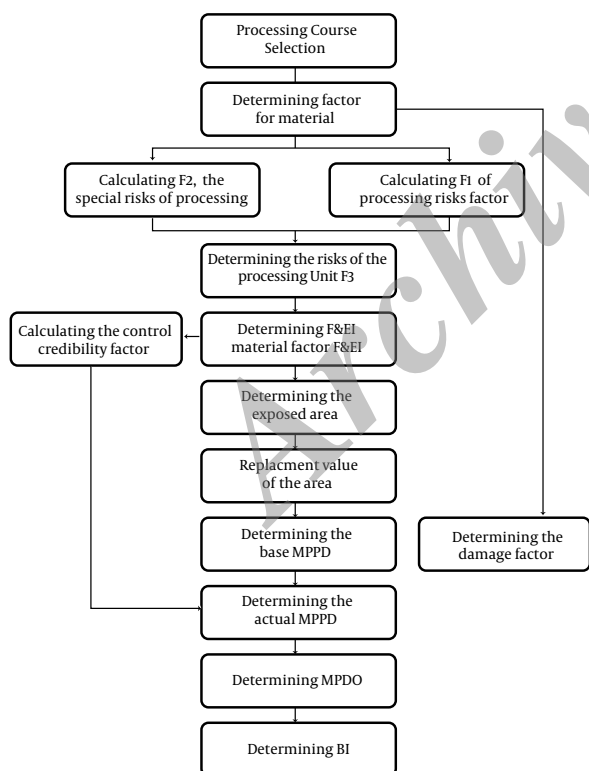 Processing Course
Selection
Determining factor
for material
Calculating F2, the
special risks of processing
Calculating F1 of
processing risks factor
Determining the risks of the
processing Unit F3
Calculating the control
credibility factor
Determining F&EI
material factor F&EI
Determining the
exposed area
Replacment value
of the area
Determining the
base MPPD
Determining the
damage factor
Determining the
actual MPPD
Determining MPDO
Determining BI
Archiv